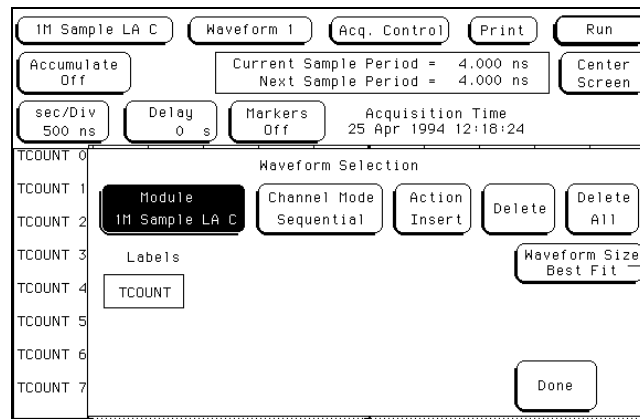 1M Sample LA C
Waveform 1
Acq. Control
Print
Run
Accumulate
Off
Current Sample Period = 4.000 ns
Next Sample Period = 4.000 ns
Center
Screen
sec/Div
500 ns
Delay
0 s
Markers
Off
Acquisition Time
25 Apr 1994 12:18:24
TCOUNT 0
TCOUNT 1
TCOUNT 2
TCOUNT 3
TCOUNT 4
TCOUNT 5
TCOUNT 6
TCOUNT 7
Waveform Selection
Module
1M Sample LA C
Channel Mode
Sequential
Action
Insert
Delete
Delete
All
Labels
TCOUNT
Waveform Size
Best Fit
Done